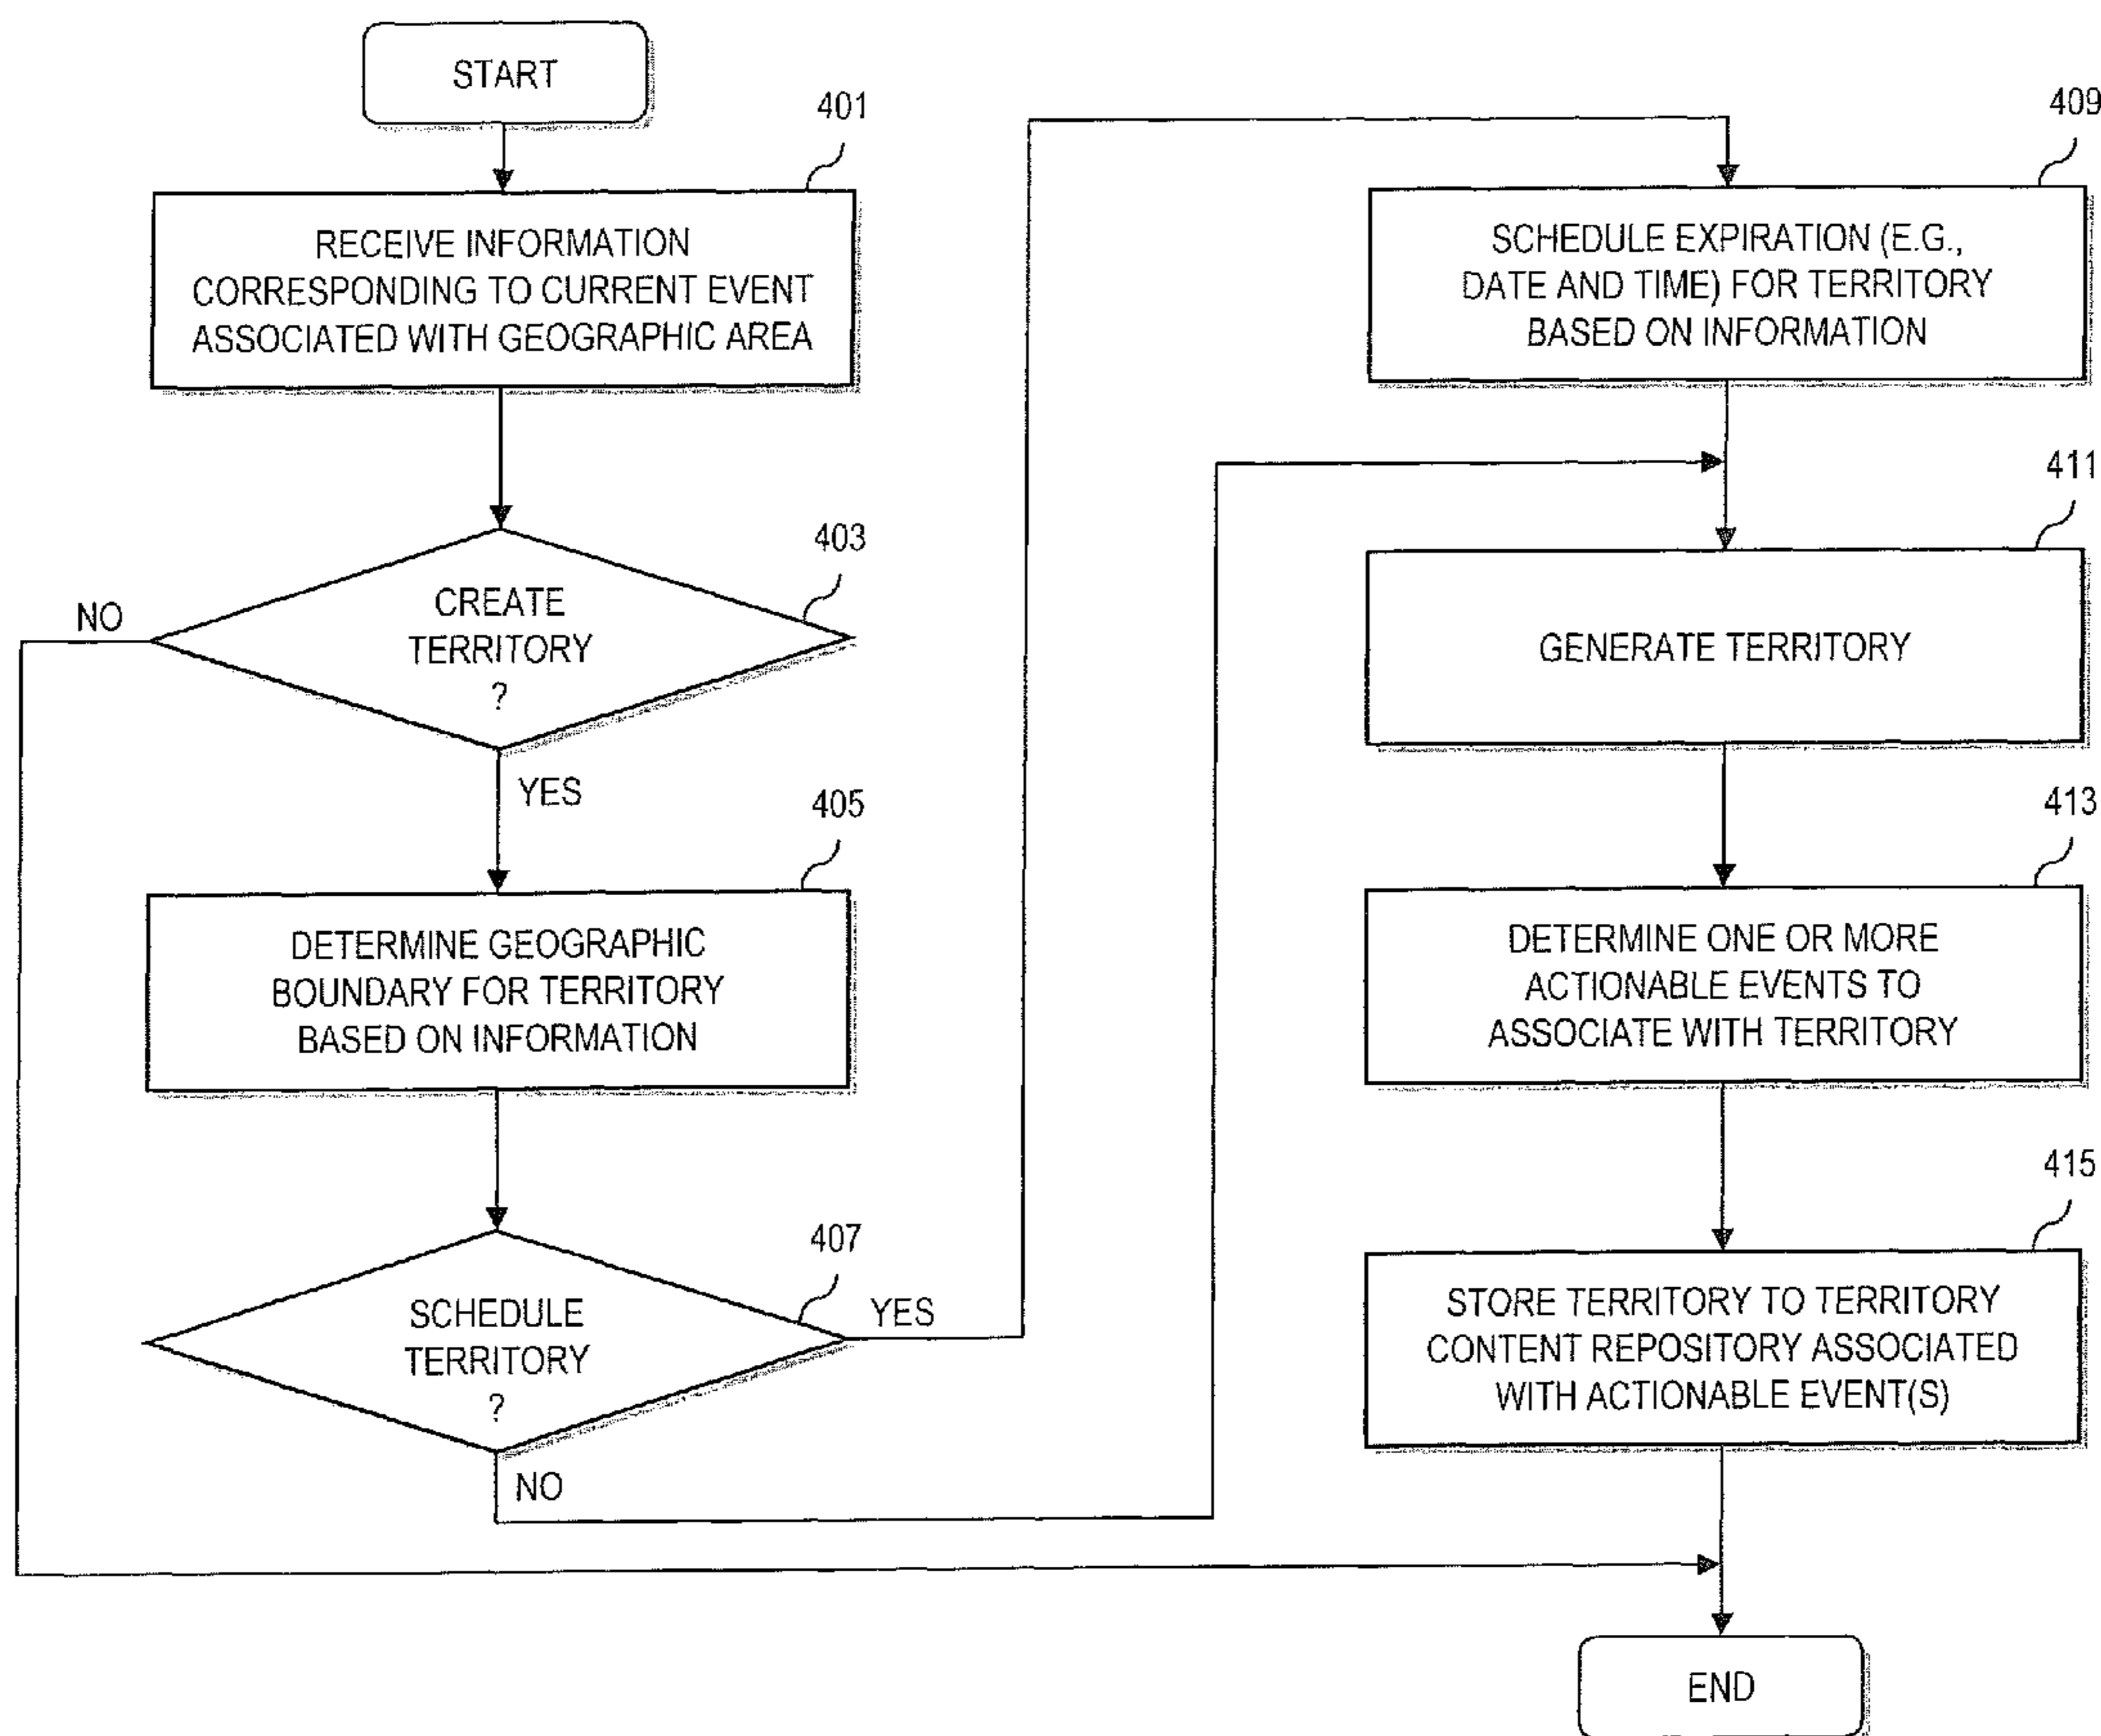 START
401
RECEIVE INFORMATION
CORRESPONDING TO CURRENT EVENT
ASSOCIATED WITH GEOGRAPHIC AREA
403
CREATE
TERRITORY
?
NO
YES
405
DETERMINE GEOGRAPHIC
BOUNDARY FOR TERRITORY
BASED ON INFORMATION
407
SCHEDULE
TERRITORY
?
YES
NO
409
SCHEDULE EXPIRATION (E.G.,
DATE AND TIME) FOR TERRITORY
BASED ON INFORMATION
411
GENERATE TERRITORY
413
DETERMINE ONE OR MORE
ACTIONABLE EVENTS TO
ASSOCIATE WITH TERRITORY
415
STORE TERRITORY TO TERRITORY
CONTENT REPOSITORY ASSOCIATED
WITH ACTIONABLE EVENT(S)
END